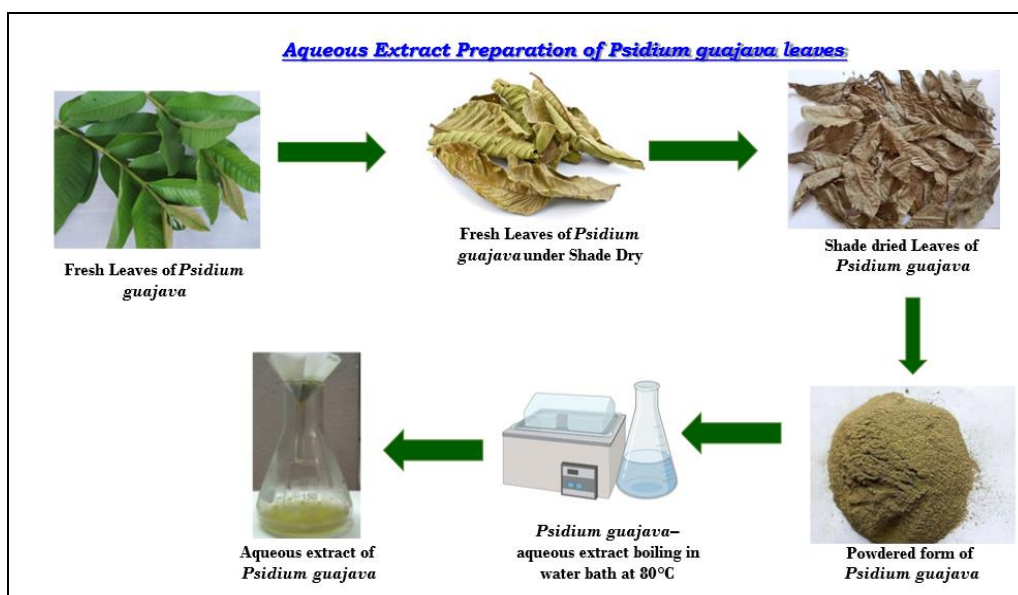 Aqueous Extract Preparation of Psidium guajava leaves
Fresh Leaves of Psidium
guajava
Fresh Leaves of Psidium
guajava under Shade Dry
Shade dried Leaves of
Psidium guajava
Powdered form of
Psidium guajava
Psidium guajava–
aqueous extract boiling in
water bath at 80°C
Aqueous extract of
Psidium guajava